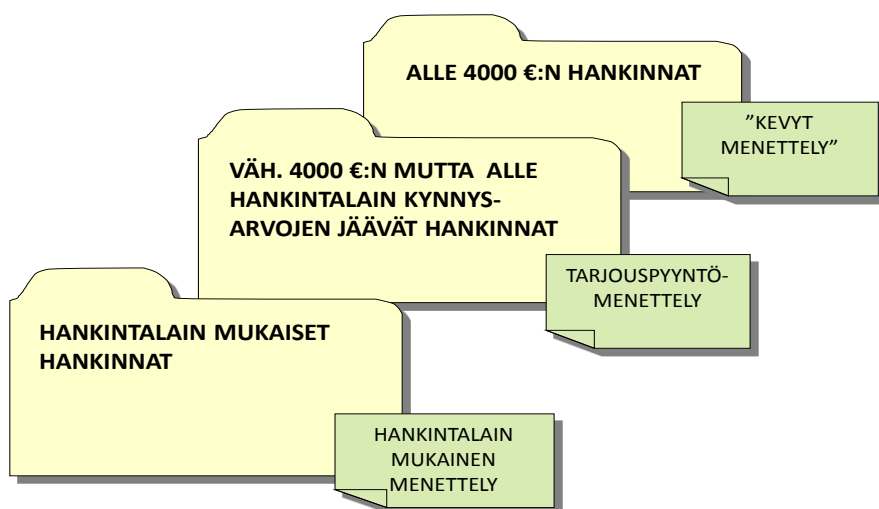 ALLE 4000 €:N HANKINNAT
”KEVYT
MENETTELY”
VÄH. 4000 €:N MUTTA ALLE
HANKINTALAIN KYNNYS-
ARVOJEN JÄÄVÄT HANKINNAT
TARJOUSPYYNTÖ-
MENETTELY
HANKINTALAIN MUKAISET
HANKINNAT
HANKINTALAIN
MUKAINEN
MENETTELY